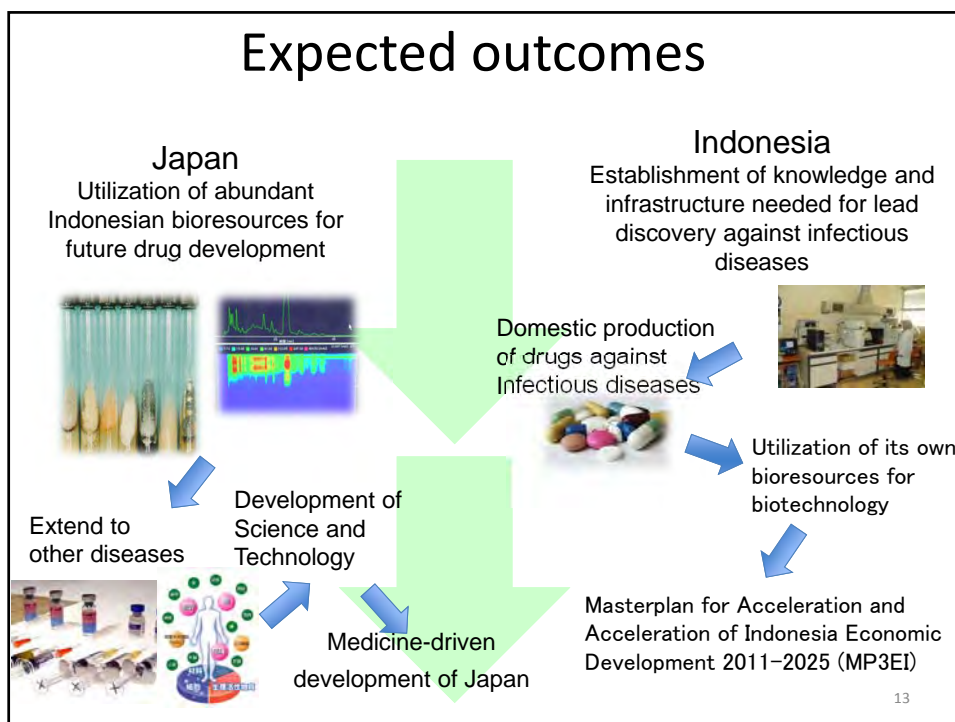 Expected outcomes
Japan
Utilization of abundant
Indonesian bioresources for
future drug development
Indonesia
Establishment of knowledge and
infrastructure needed for lead
discovery against infectious
diseases
Domestic production
of drugs against
Infectious diseases
Utilization of its own
bioresources for
biotechnology
Extend to
other diseases
Development of
Science and
Technology
Medicine-driven
development of Japan
Masterplan for Acceleration and
Acceleration of Indonesia Economic
Development 2011-2025 (MP3EI)
13